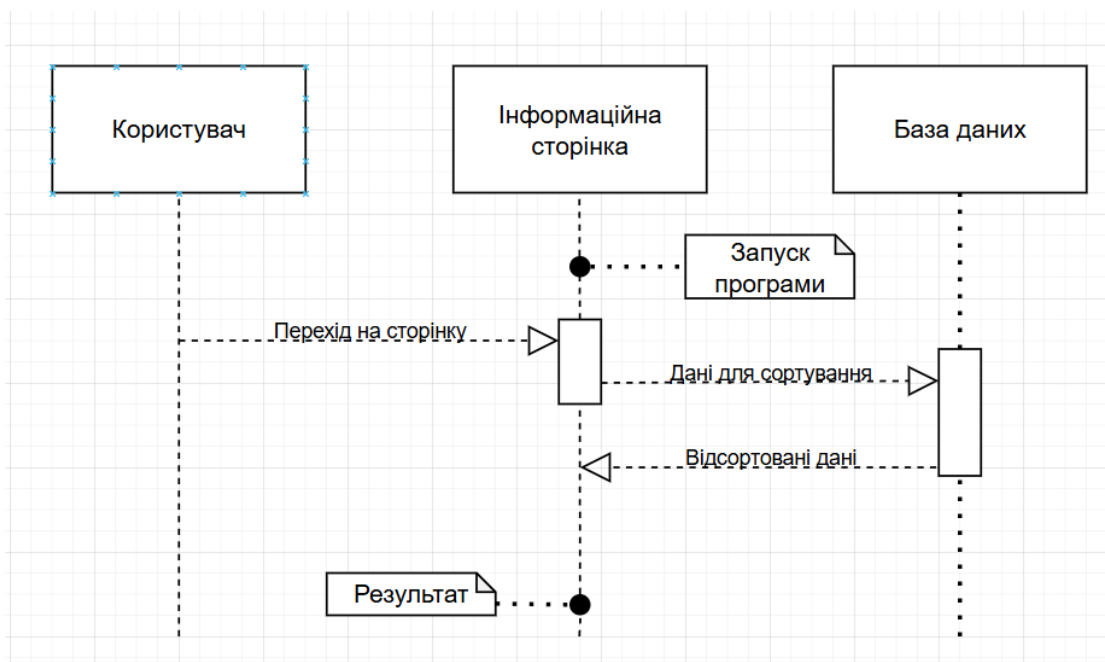 Користувач
Інформаційна
сторінка
База даних
Запуск
програми
Перехід на сторінку
Дані для сортування
Відсортовані дані
Результат